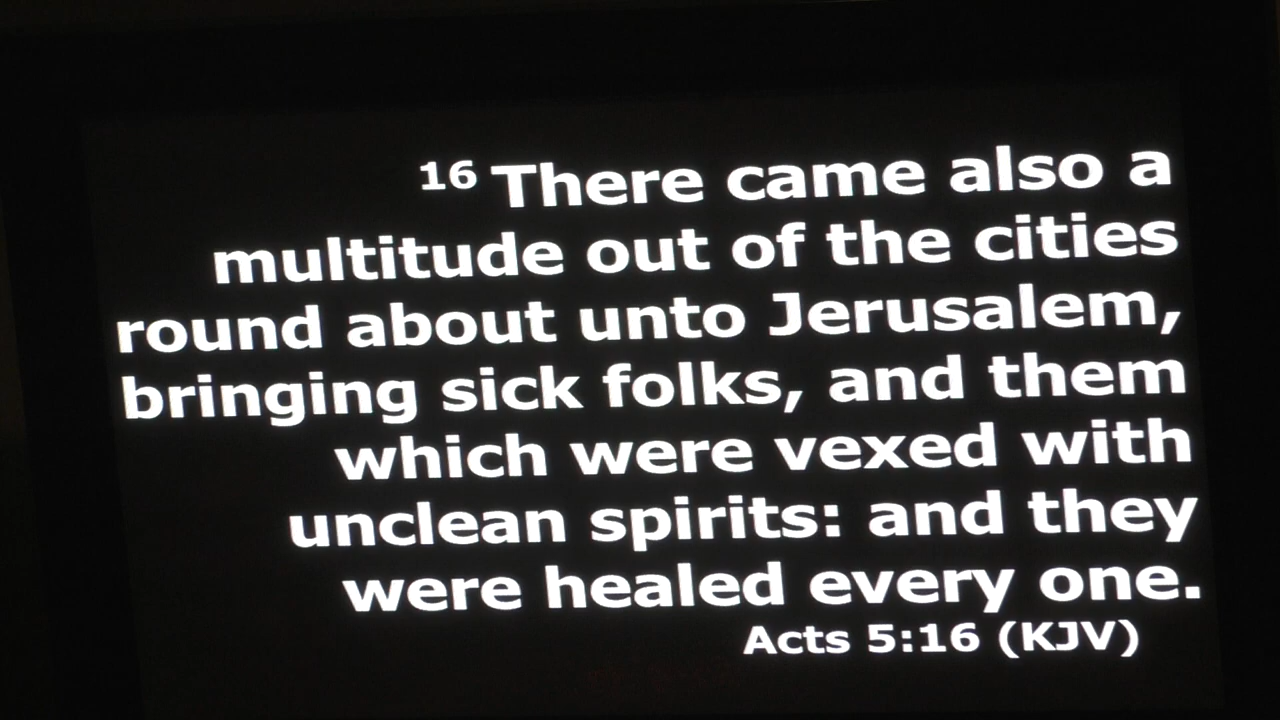 16 There came also a
multitude out of the cities
round about unto Jerusalem,
bringing sick folks, and them
which were vexed with
unclean spirits: and they
were healed every one.
Acts 5:16 (KJV)